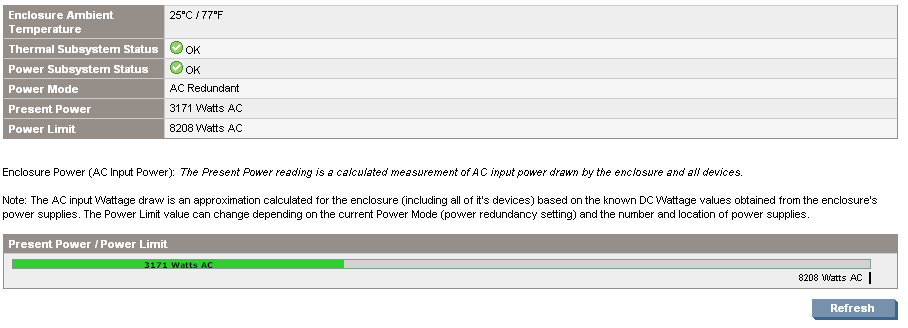 Enclosure Ambient
Temperature
25°C / 77°F
Thermal Subsystem Status OK
Power Subsystem Status OK
Power Mode AC Redundant
Present Power 3171 Watts AC
Power Limit 8208 Watts AC
Enclosure Power (AC Input Power): The Present Power reading is a calculated measurement of AC input power drawn by the enclosure and all devices.
Note: The AC input Wattage draw is an approximation calculated for the enclosure (including all of it's devices) based on the known DC Wattage values obtained from the enclosure's
power supplies. The Power Limit value can change depending on the current Power Mode (power redundancy setting) and the number and location of power supplies.
Present Power / Power Limit
3171 Watts AC
8208 Watts AC
Refresh